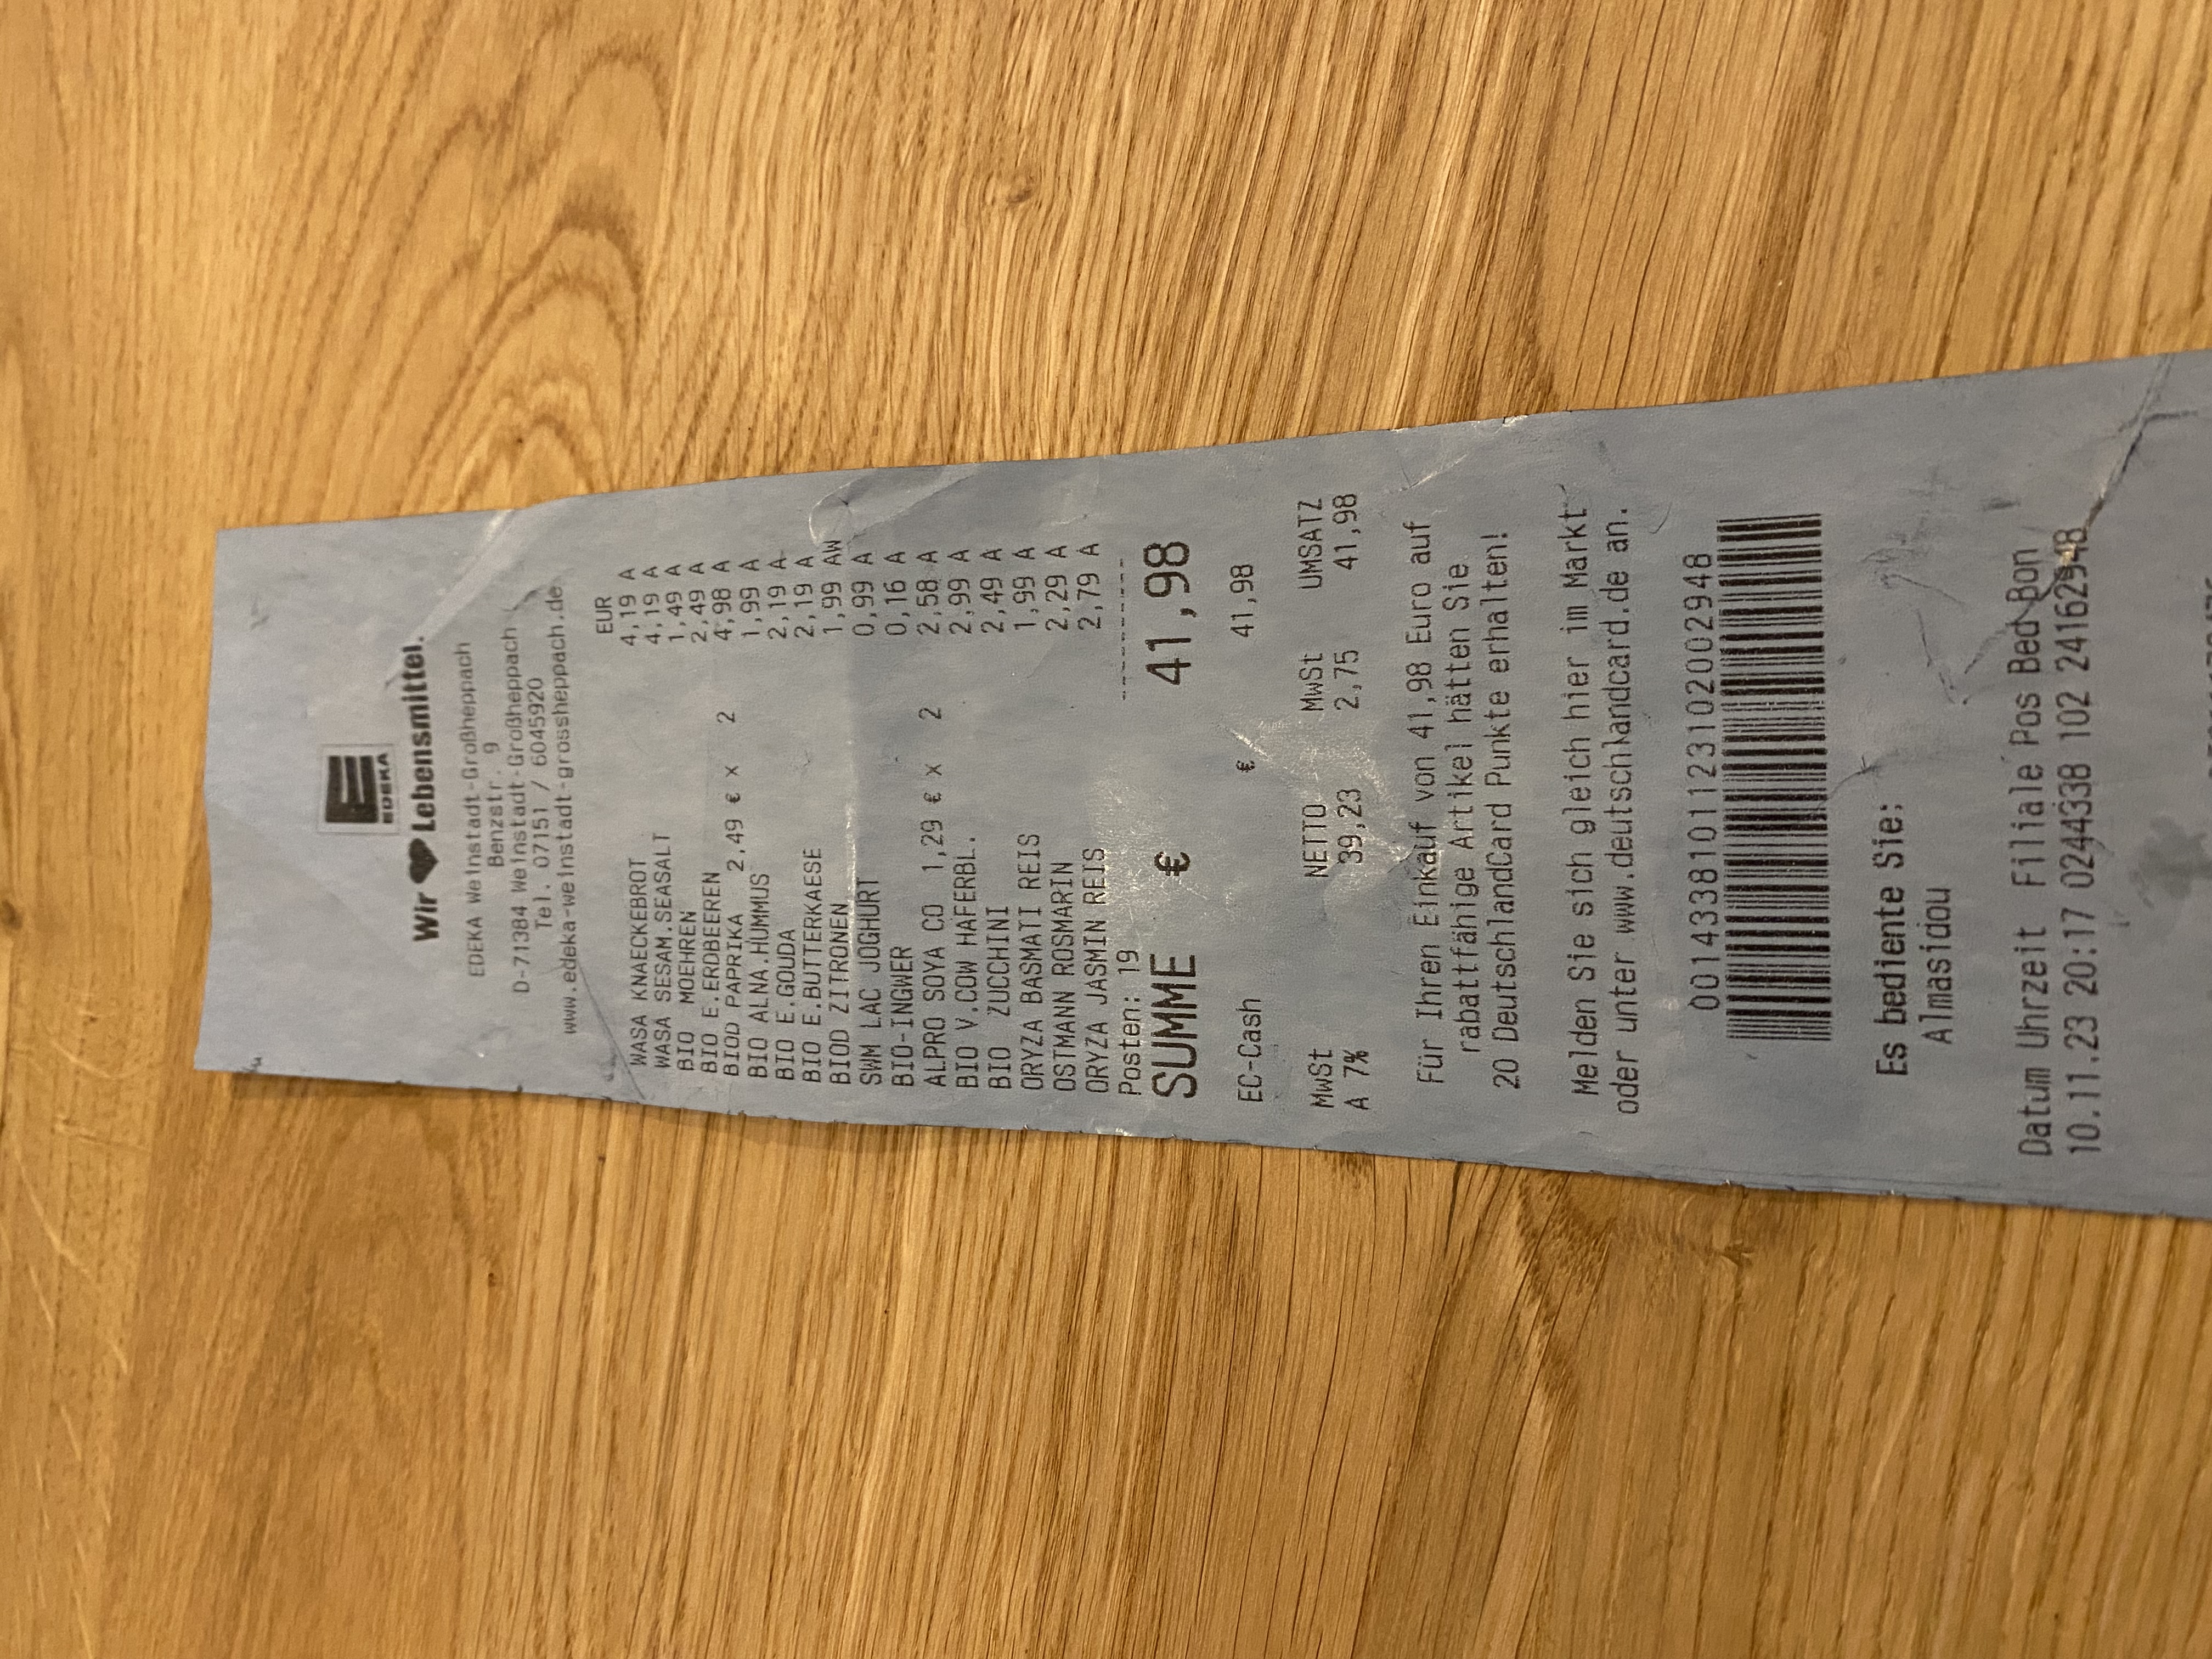 EDEKA
Wir ♥ Lebensmittel.
EDEKA Weinstadt-Großheppach
Benzstr. 9
D-71384 Weinstadt-Großheppach
Tel. 07151 / 6045920
www.edeka-weinstadt-grossheppach.de
EUR
WASA KNAECKEBROT 4,19 A
WASA SESAM.SEASALT 4,19 A
BIO MOEHREN 1,49 A
BIO E.ERDBEEREN 2,49 A
BIOD PAPRIKA 2,49 € x 2 4,98 A
BIO ALNA.HUMMUS 1,99 A
BIO E.GOUDA 2,19 A
BIO E.BUTTERKAESE 2,19 A
BIOD ZITRONEN 1,99 AW
SWM LAC JOGHURT 0,99 A
BIO-INGWER 0,16 A
ALPRO SOYA CO 1,29 € x 2 2,58 A
BIO V.COW HAFERBL. 2,99 A
BIO ZUCCHINI 2,49 A
ORYZA BASMATI REIS 1,99 A
OSTMANN ROSMARIN 2,29 A
ORYZA JASMIN REIS 2,79 A
Posten: 19
SUMME € 41,98
EC-Cash € 41,98
MwSt NETTO MwSt UMSATZ
A 7% 39,23 2,75 41,98
Für Ihren Einkauf von 41,98 Euro auf
rabattfähige Artikel hätten Sie
20 DeutschlandCard Punkte erhalten!
Melden Sie sich gleich hier im Markt
oder unter www.deutschlandcard.de an.
0014338101123102002948
Es bediente Sie:
Almasidou
Datum Uhrzeit Filiale Pos Bed Bon
10.11.23 20:17 0244338 102 24162948